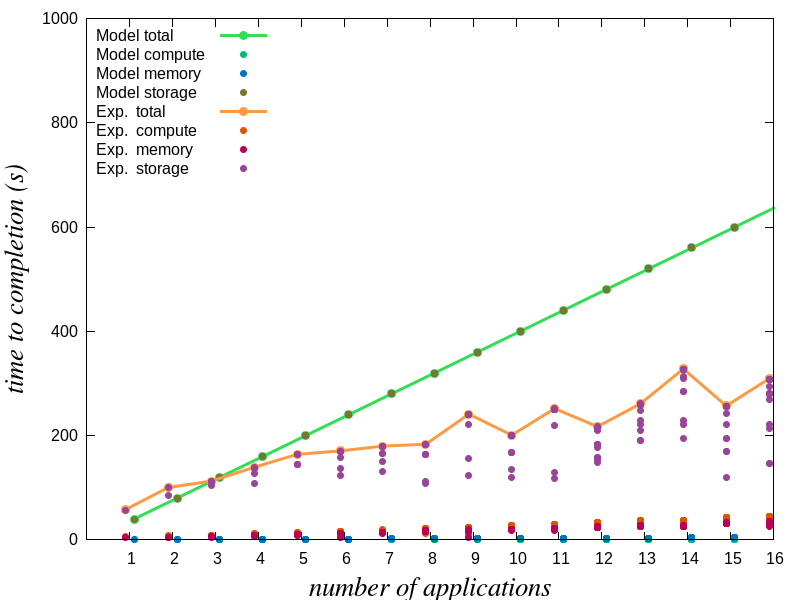 1000
800
600
400
200
0
time to completion (s)
Model total
Model compute
Model memory
Model storage
Exp. total
Exp. compute
Exp. memory
Exp. storage
1 2 3 4 5 6 7 8 9 10 11 12 13 14 15 16
number of applications